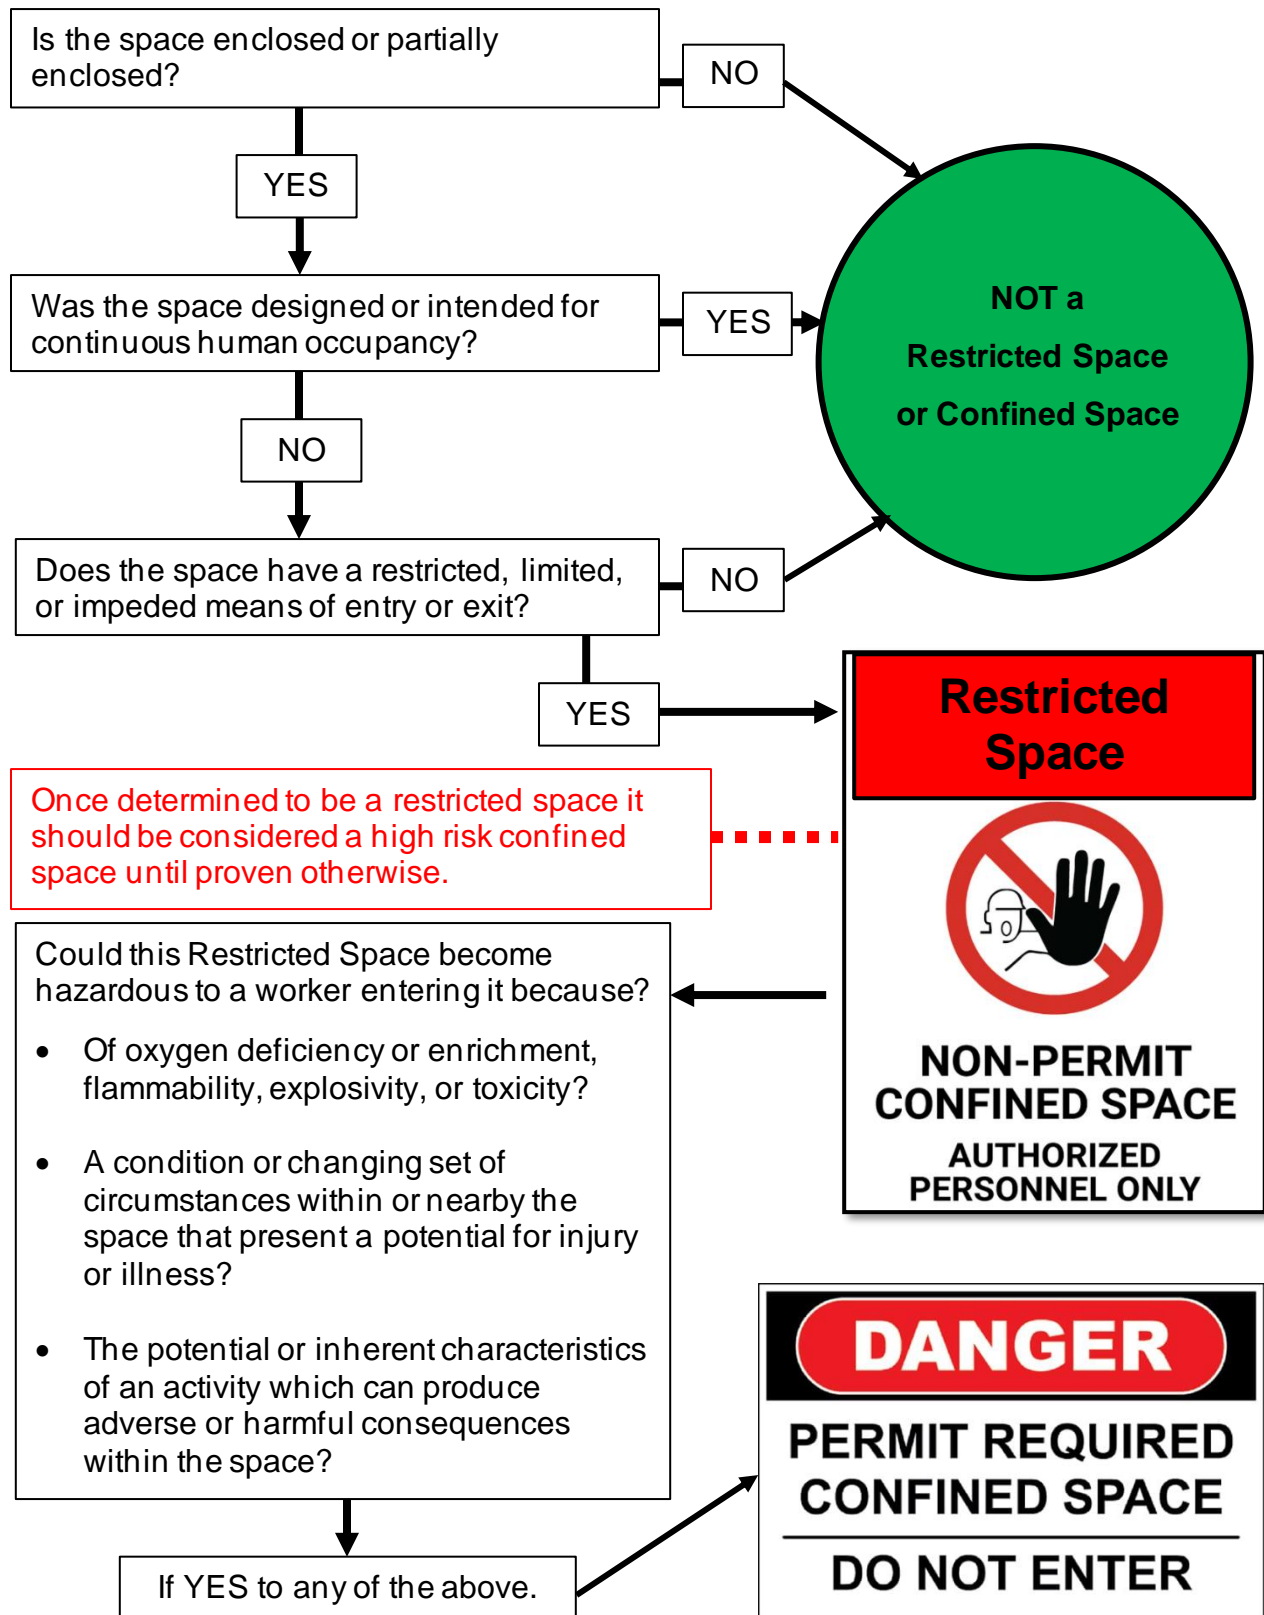 Is the space enclosed or partially
enclosed?
NO
YES
Was the space designed or intended for
continuous human occupancy?
YES
NOT a
Restricted Space
or Confined Space
NO
Does the space have a restricted, limited,
or impeded means of entry or exit?
NO
YES
Restricted
Space
Once determined to be a restricted space it
should be considered a high risk confined
space until proven otherwise.
NON-PERMIT
CONFINED SPACE
AUTHORIZED
PERSONNEL ONLY
Could this Restricted Space become
hazardous to a worker entering it because?
• Of oxygen deficiency or enrichment,
flammability, explosivity, or toxicity?
• A condition or changing set of
circumstances within or nearby the
space that present a potential for injury
or illness?
• The potential or inherent characteristics
of an activity which can produce
adverse or harmful consequences
within the space?
If YES to any of the above.
DANGER
PERMIT REQUIRED
CONFINED SPACE
DO NOT ENTER